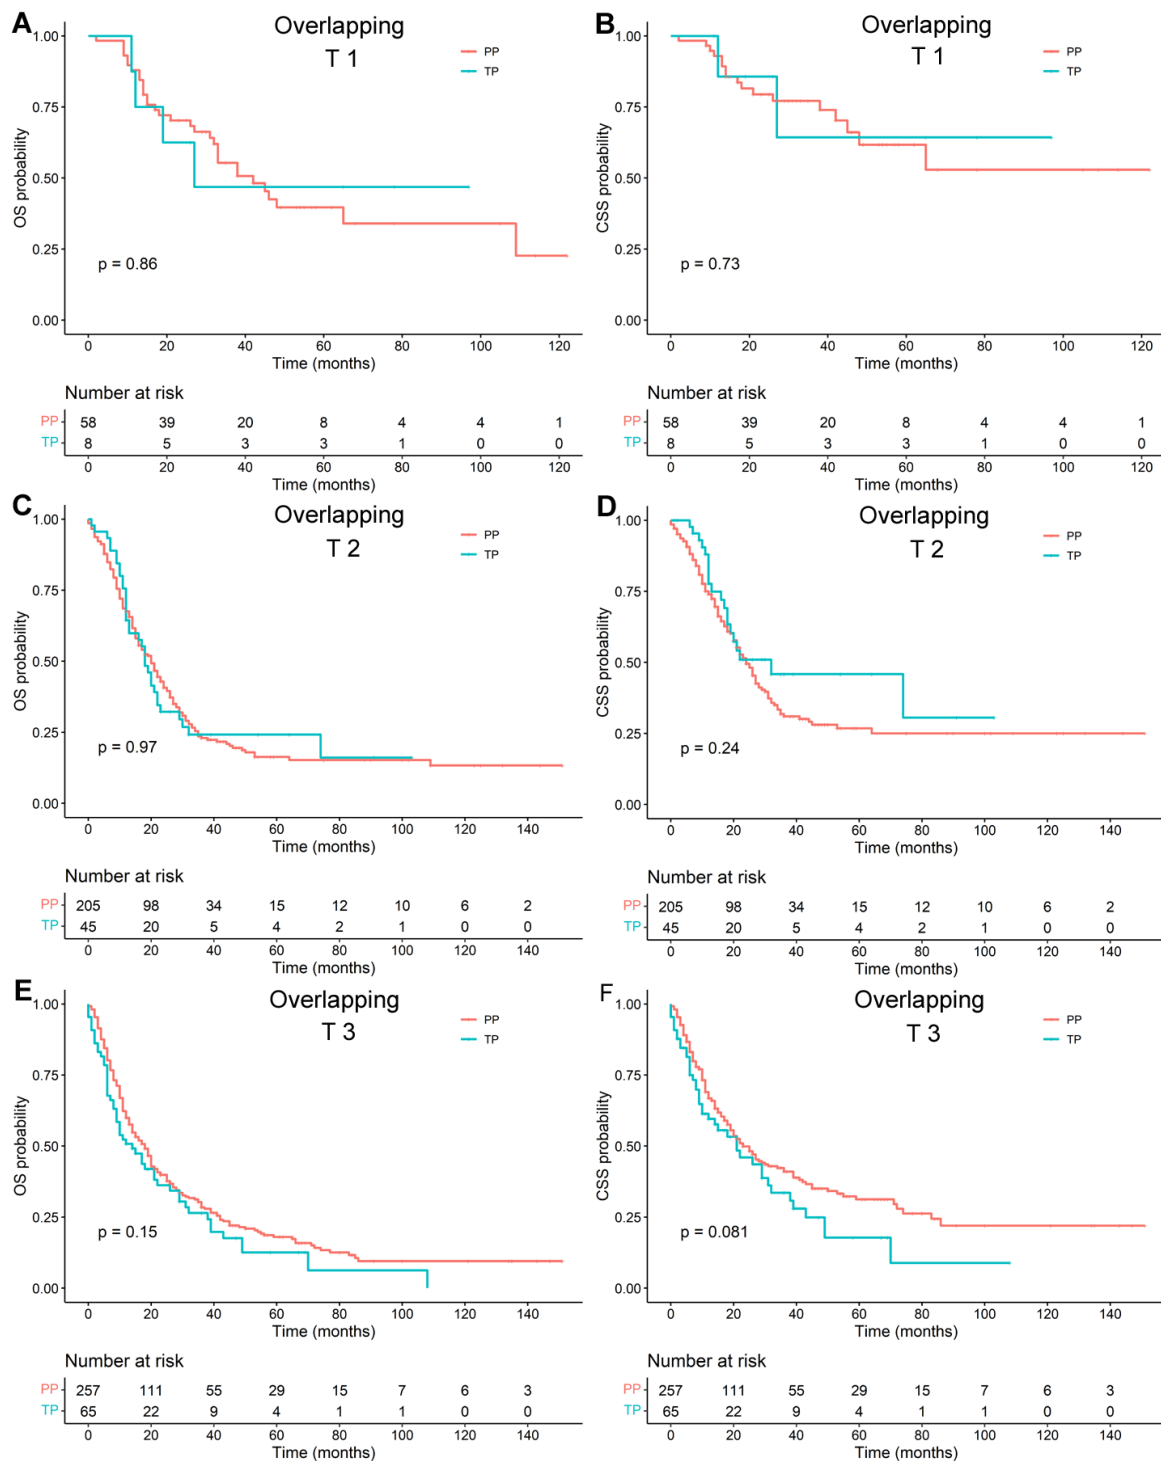 A
Overlapping
T 1
PP
TP
OS probability
1.00
0.75
0.50
0.25
0.00
p = 0.86
0 20 40 60 80 100 120
Time (months)
Number at risk
PP 58 39 20 8 4 4 1
TP 8 5 3 3 1 0 0
0 20 40 60 80 100 120
Time (months)
B
Overlapping
T 1
PP
TP
CSS probability
1.00
0.75
0.50
0.25
0.00
p = 0.73
0 20 40 60 80 100 120
Time (months)
Number at risk
PP 58 39 20 8 4 4 1
TP 8 5 3 3 1 0 0
0 20 40 60 80 100 120
Time (months)
C
Overlapping
T 2
PP
TP
OS probability
1.00
0.75
0.50
0.25
0.00
p = 0.97
0 20 40 60 80 100 120 140
Time (months)
Number at risk
PP 205 98 34 15 12 10 6 2
TP 45 20 5 4 2 1 0 0
0 20 40 60 80 100 120 140
Time (months)
D
Overlapping
T 2
PP
TP
CSS probability
1.00
0.75
0.50
0.25
0.00
p = 0.24
0 20 40 60 80 100 120 140
Time (months)
Number at risk
PP 205 98 34 15 12 10 6 2
TP 45 20 5 4 2 1 0 0
0 20 40 60 80 100 120 140
Time (months)
E
Overlapping
T 3
PP
TP
OS probability
1.00
0.75
0.50
0.25
0.00
p = 0.15
0 20 40 60 80 100 120 140
Time (months)
Number at risk
PP 257 111 55 29 15 7 6 3
TP 65 22 9 4 1 1 0 0
0 20 40 60 80 100 120 140
Time (months)
F
Overlapping
T 3
PP
TP
CSS probability
1.00
0.75
0.50
0.25
0.00
p = 0.081
0 20 40 60 80 100 120 140
Time (months)
Number at risk
PP 257 111 55 29 15 7 6 3
TP 65 22 9 4 1 1 0 0
0 20 40 60 80 100 120 140
Time (months)